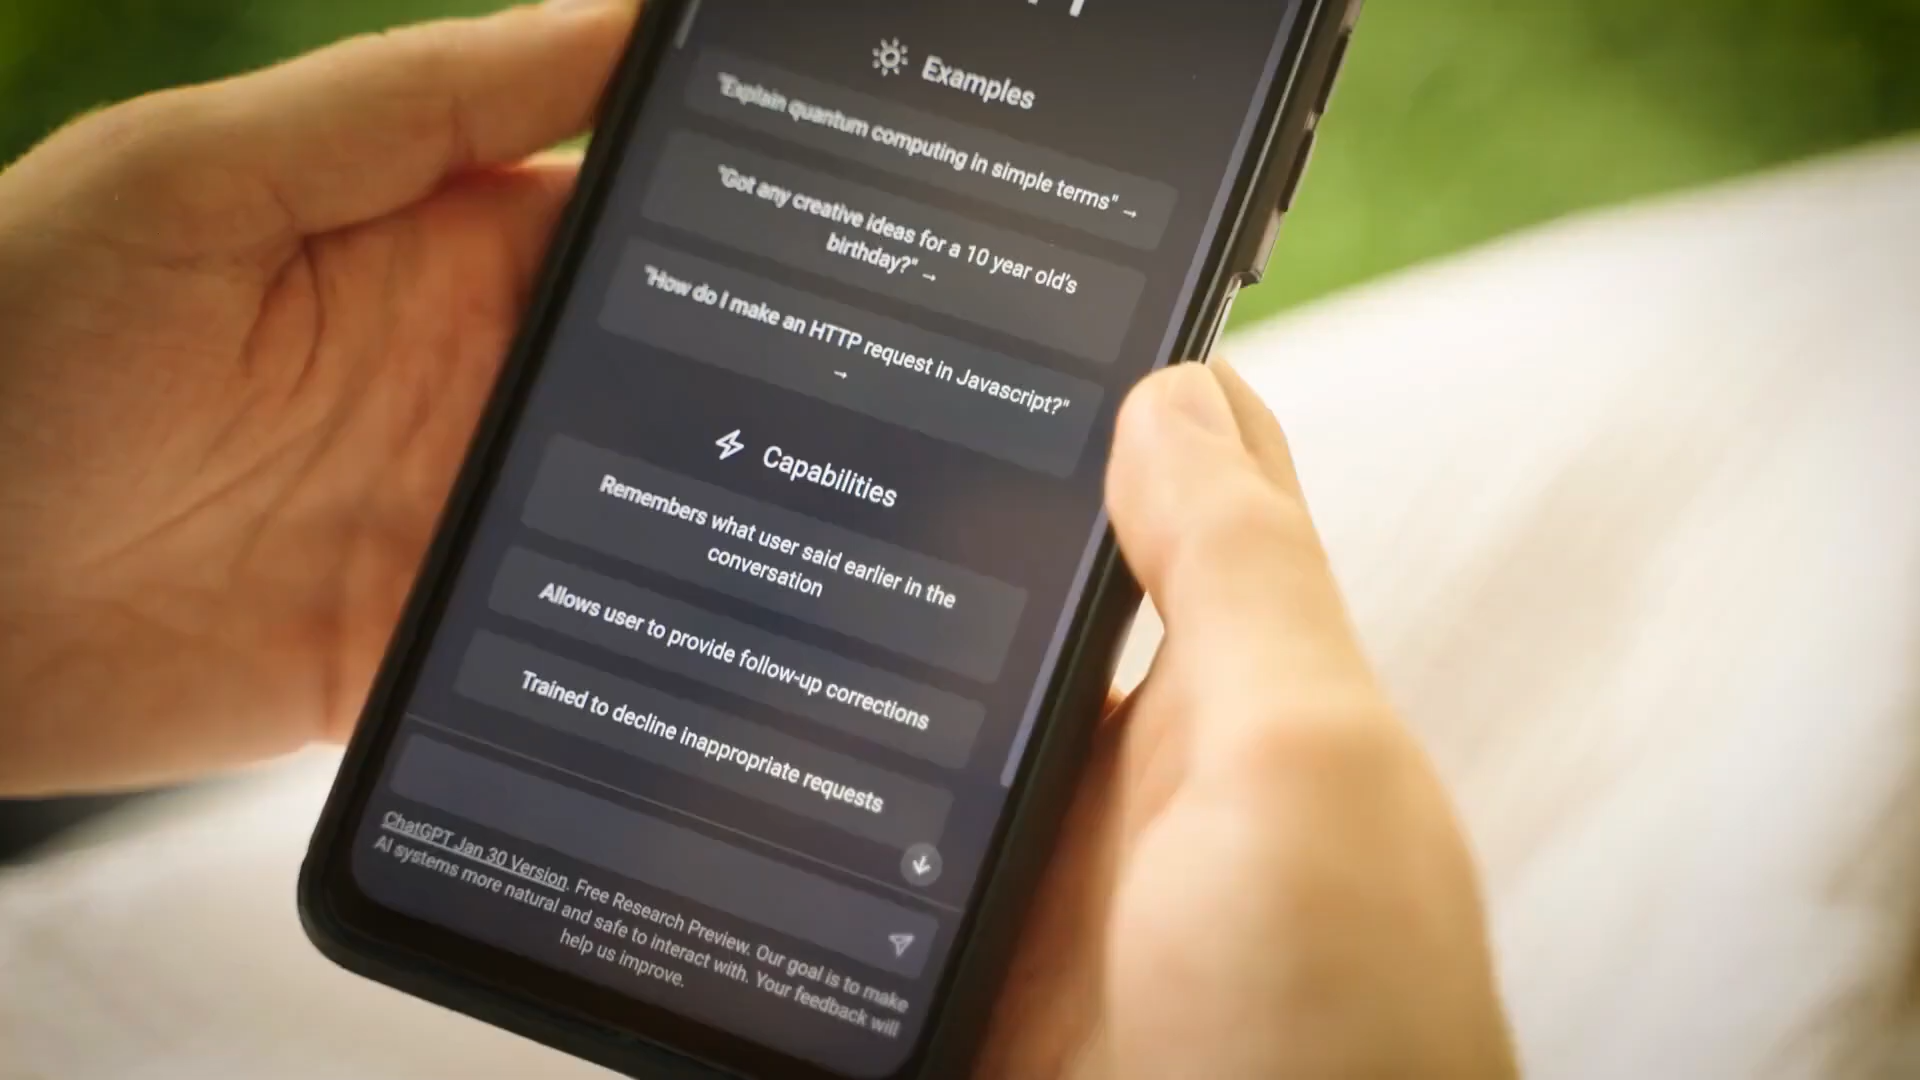 Examples
"Explain quantum computing in simple terms" →
"Got any creative ideas for a 10 year old's
birthday?" →
"How do I make an HTTP request in Javascript?"
→
Capabilities
Remembers what user said earlier in the
conversation
Allows user to provide follow-up corrections
Trained to decline inappropriate requests
ChatGPT Jan 30 Version. Free Research Preview. Our goal is to make
AI systems more natural and safe to interact with. Your feedback will
help us improve.